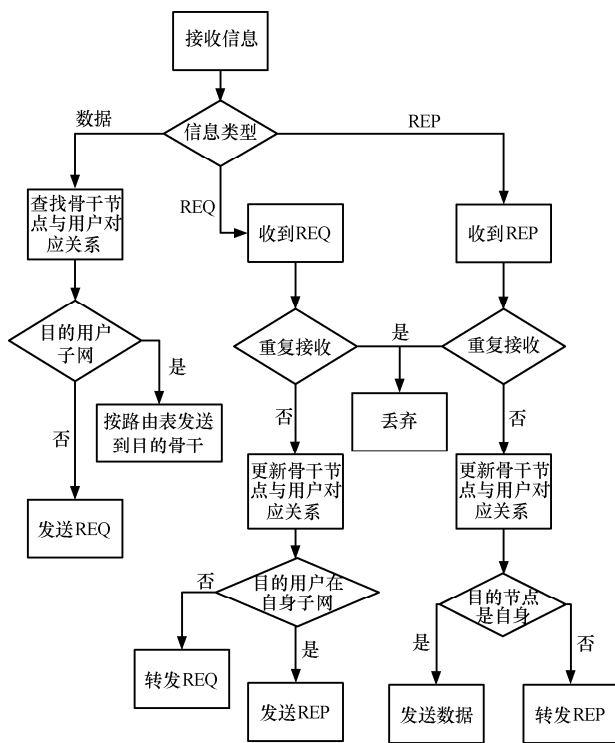 接收信息
数据
信息类型
REP
REQ
查找骨干节
点与用户对
应关系
收到REQ
收到REP
目的用户
子网
重复接收
是
重复接收
是
按路由表发送
到目的骨干
丢弃
否
否
否
更新骨干节
点与用户对
应关系
更新骨干节
点与用户对
应关系
发送REQ
否
目的用户在
自身子网
目的节点
是自身
是
是
否
转发REQ
发送REP
发送数据
转发REP